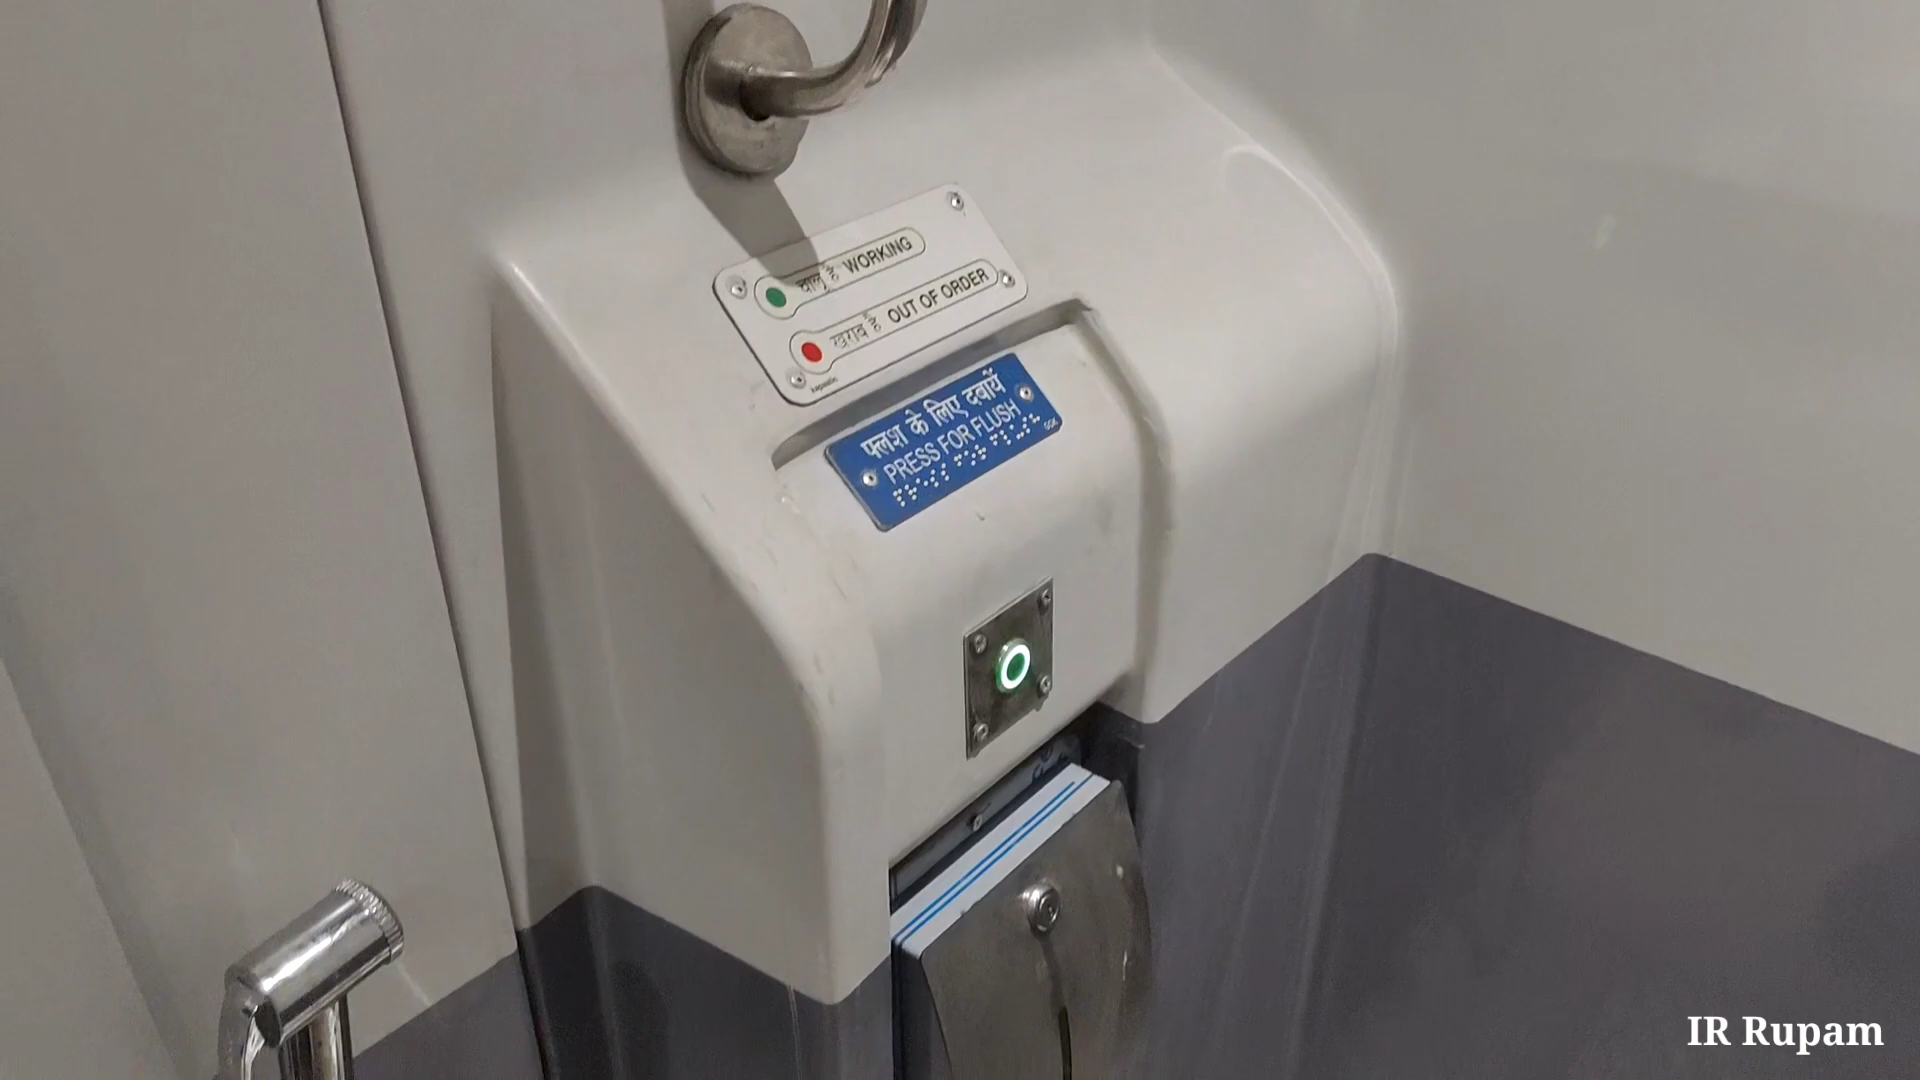 चालू है WORKING
खराब है OUT OF ORDER
फ्लश के लिए दबायें
PRESS FOR FLUSH
IR Rupam